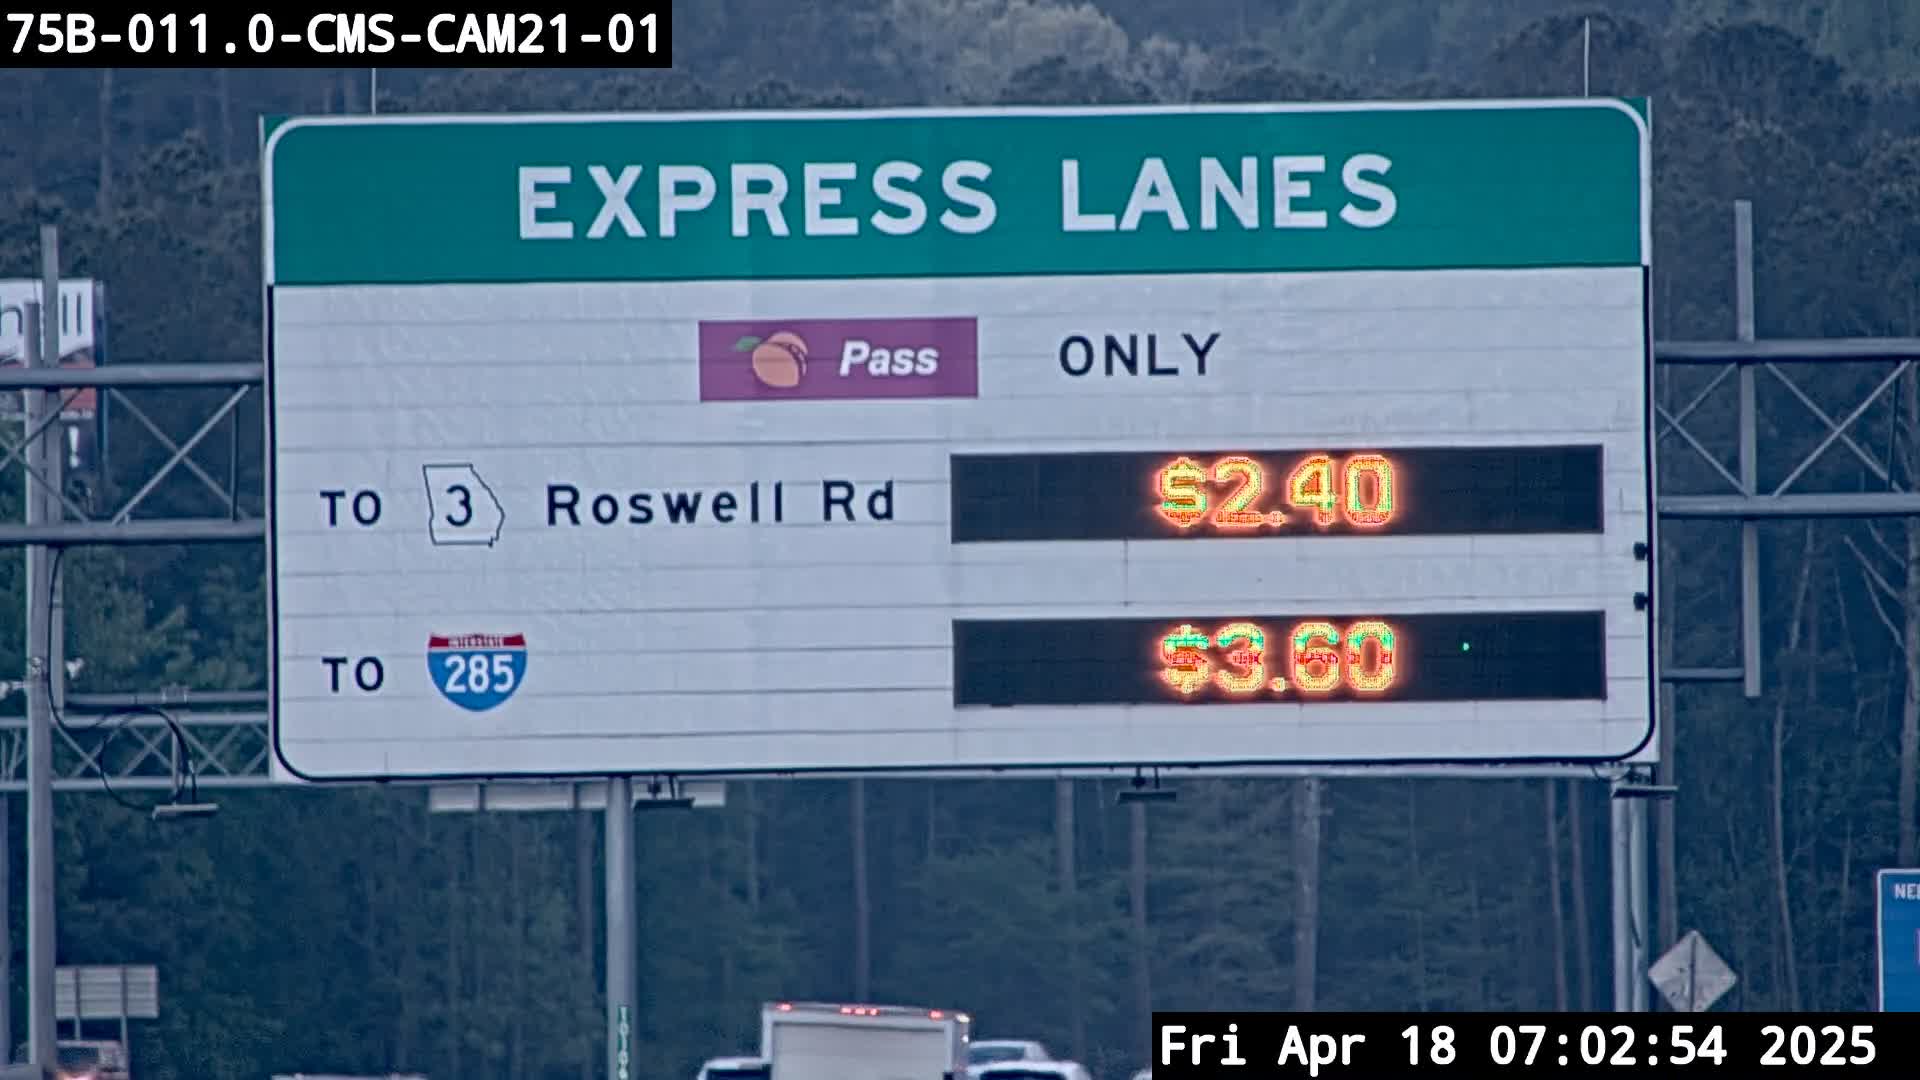 75B-011.0-CMS-CAM21-01
EXPRESS LANES
Pass ONLY
TO 3 Roswell Rd $2.40
TO INTERSTATE 285 $3.60
Fri Apr 18 07:02:54 2025